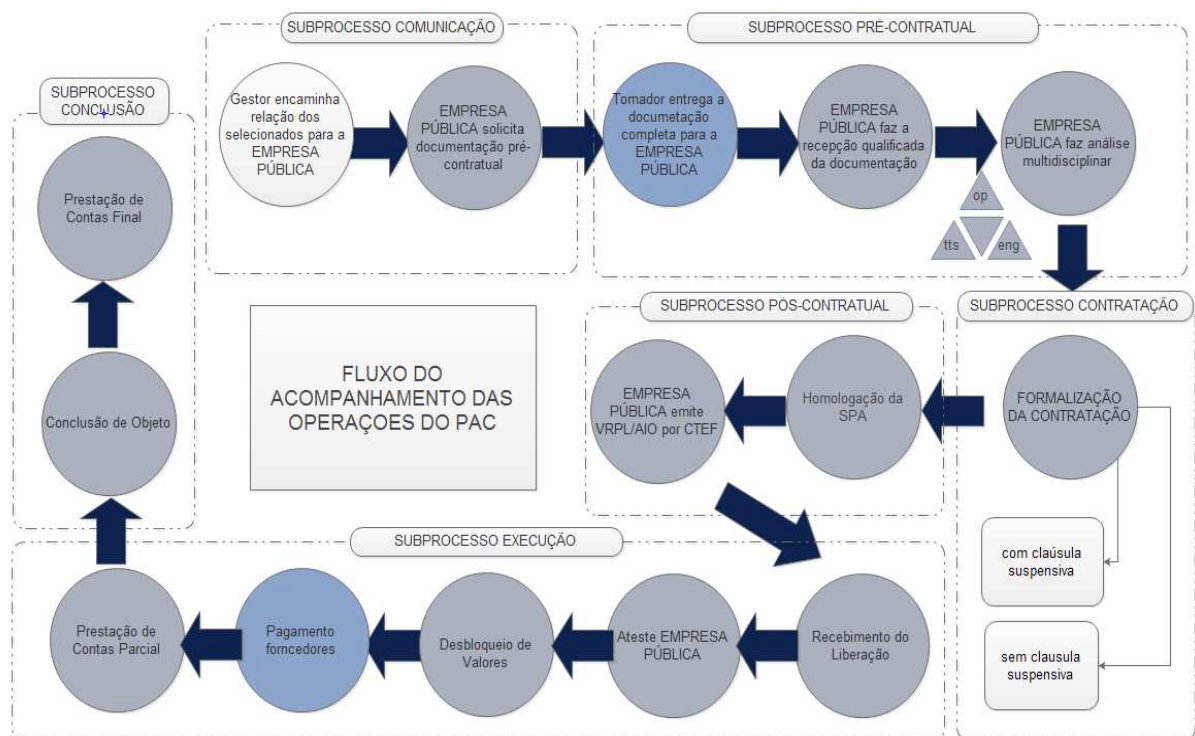 SUBPROCESSO COMUNICAÇÃO
Gestor encaminha
relação dos
selecionados para a
EMPRESA
PÚBLICA
EMPRESA
PÚBLICA solicita
documentação pré-
contratual
SUBPROCESSO PRÉ-CONTRATUAL
Tomador entrega a
documetação
completa para a
EMPRESA
PÚBLICA
EMPRESA
PÚBLICA faz a
recepção qualificada
da documentação
EMPRESA
PÚBLICA faz análise
multidisciplinar
op
tts
eng
SUBPROCESSO CONTRATAÇÃO
FORMALIZAÇÃO
DA CONTRATAÇÃO
com claúsula
suspensiva
sem clausula
suspensiva
SUBPROCESSO PÓS-CONTRATUAL
Homologação da
SPA
EMPRESA
PÚBLICA emite
VRPL/AIO por CTEF
FLUXO DO
ACOMPANHAMENTO DAS
OPERAÇOES DO PAC
SUBPROCESSO EXECUÇÃO
Recebimento do
Liberação
Ateste EMPRESA
PÚBLICA
Desbloqueio de
Valores
Pagamento
forncedores
Prestação de
Contas Parcial
SUBPROCESSO
CONCLUSÃO
Conclusão de Objeto
Prestação de
Contas Final